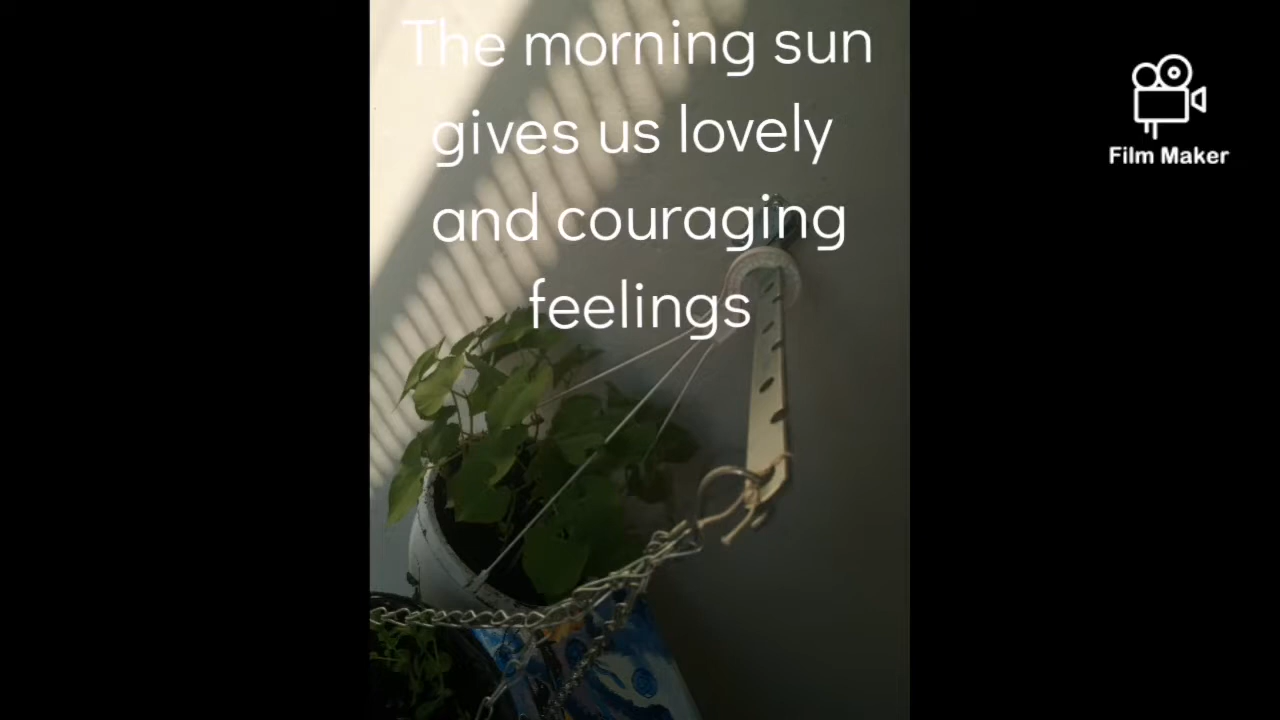 The morning sun
gives us lovely
and couraging
feelings
Film Maker